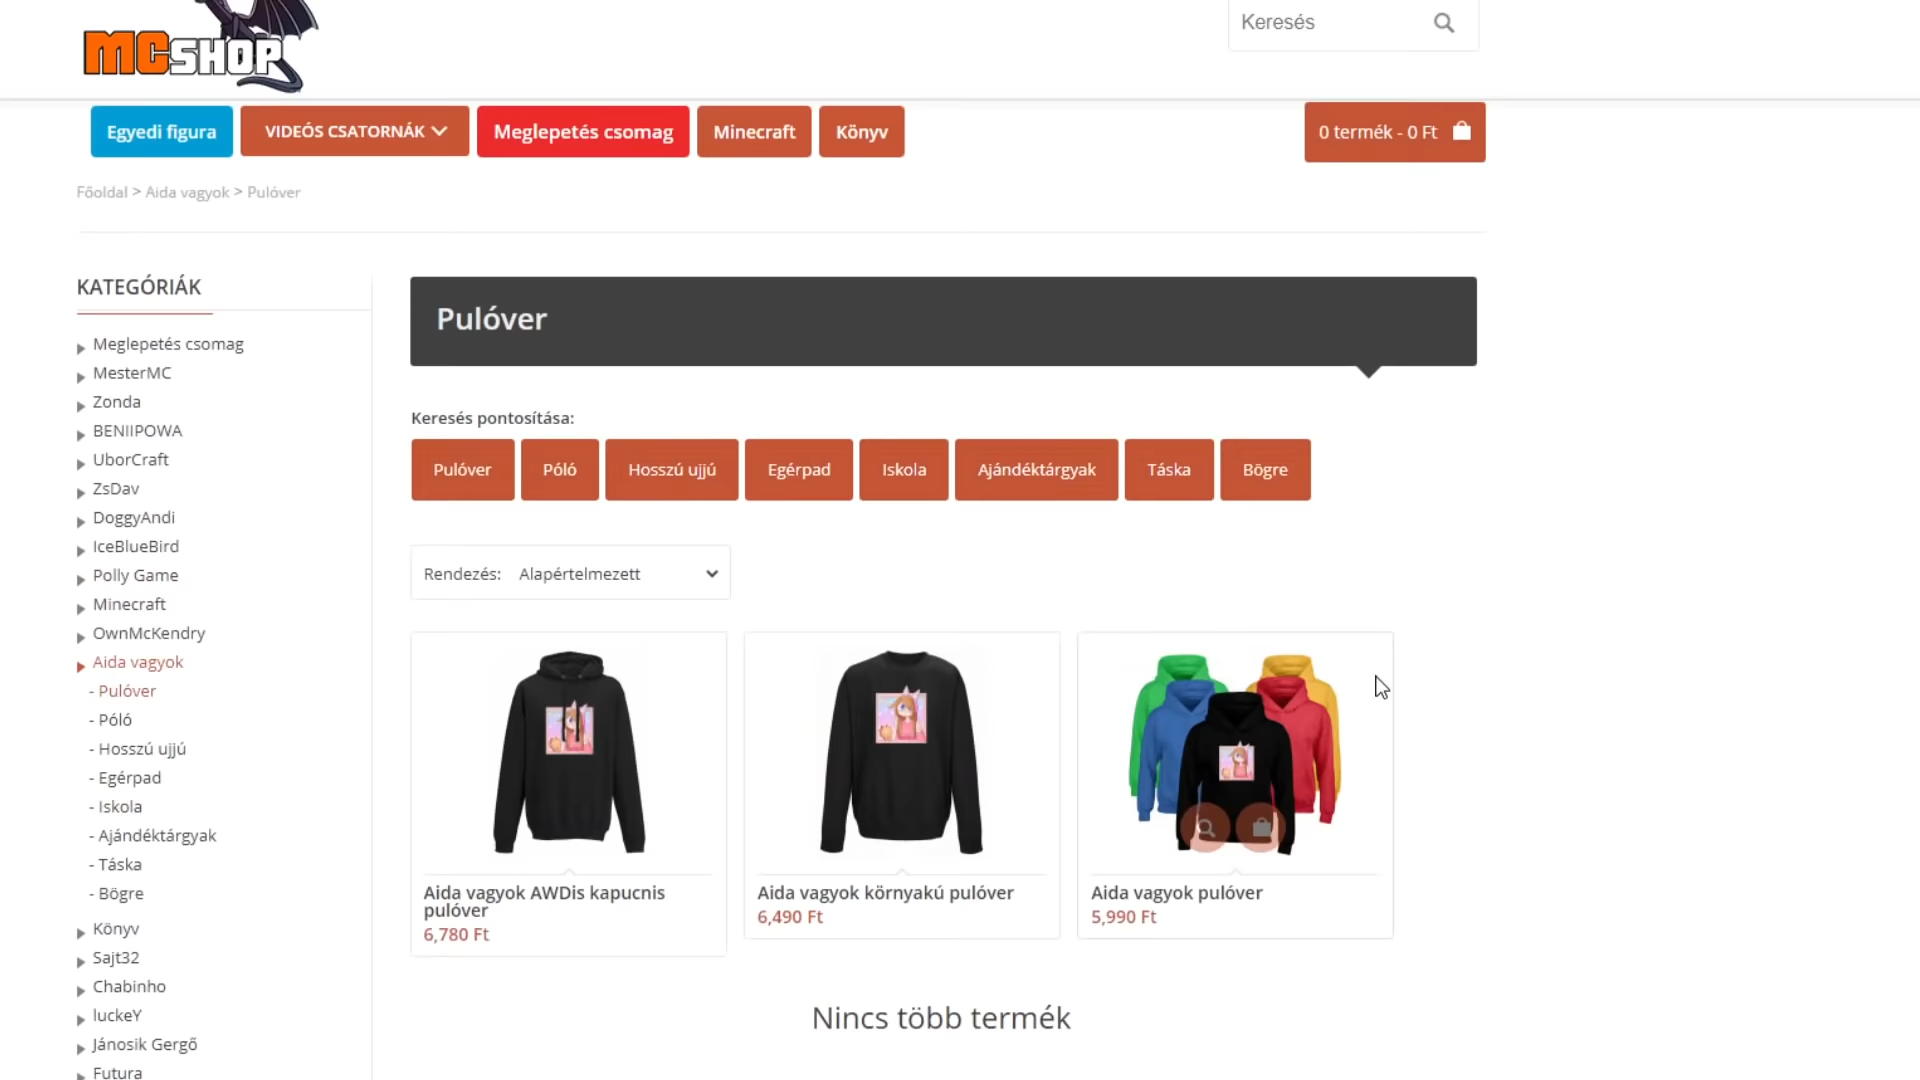 MCSHOP
Keresés
Egyedi figura
VIDEÓS CSATORNÁK
Meglepetés csomag
Minecraft
Könyv
0 termék - 0 Ft
Főoldal > Aida vagyok > Pulóver
KATEGÓRIÁK
Meglepetés csomag
MesterMC
Zonda
BENIIPOWA
UborCraft
ZsDav
DoggyAndi
IceBlueBird
Polly Game
Minecraft
OwnMcKendry
Aida vagyok
- Pulóver
- Póló
- Hosszú ujjú
- Egérpad
- Iskola
- Ajándéktárgyak
- Táska
- Bögre
Könyv
Sajt32
Chabinho
luckeY
Jánosik Gergő
Futura
Pulóver
Keresés pontosítása:
Pulóver
Póló
Hosszú ujjú
Egérpad
Iskola
Ajándéktárgyak
Táska
Bögre
Rendezés: Alapértelmezett
Aida vagyok AWDis kapucnis
pulóver
6,780 Ft
Aida vagyok környakú pulóver
6,490 Ft
Aida vagyok pulóver
5,990 Ft
Nincs több termék